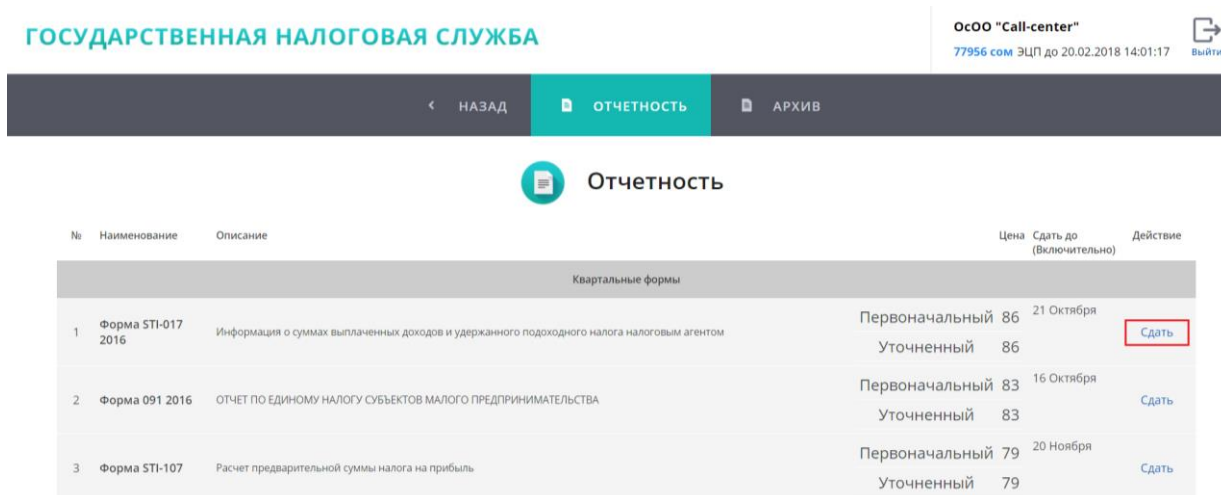 ГОСУДАРСТВЕННАЯ НАЛОГОВАЯ СЛУЖБА
ОсОО "Call-center"
77956 сом ЭЦП до 20.02.2018 14:01:17
Выйти
НАЗАД
ОТЧЕТНОСТЬ
АРХИВ
Отчетность
№ Наименование Описание Цена Сдать до Действие
(Включительно)
Квартальные формы
1 Форма STI-017 2016 Информация о суммах выплаченных доходов и удержанного подоходного налога налоговым агентом Первоначальный 86 21 Октября Сдать
Уточненный 86
2 Форма 091 2016 ОТЧЕТ ПО ЕДИНОМУ НАЛОГУ СУБЪЕКТОВ МАЛОГО ПРЕДПРИНИМАТЕЛЬСТВА Первоначальный 83 16 Октября Сдать
Уточненный 83
3 Форма STI-107 Расчет предварительной суммы налога на прибыль Первоначальный 79 20 Ноября Сдать
Уточненный 79